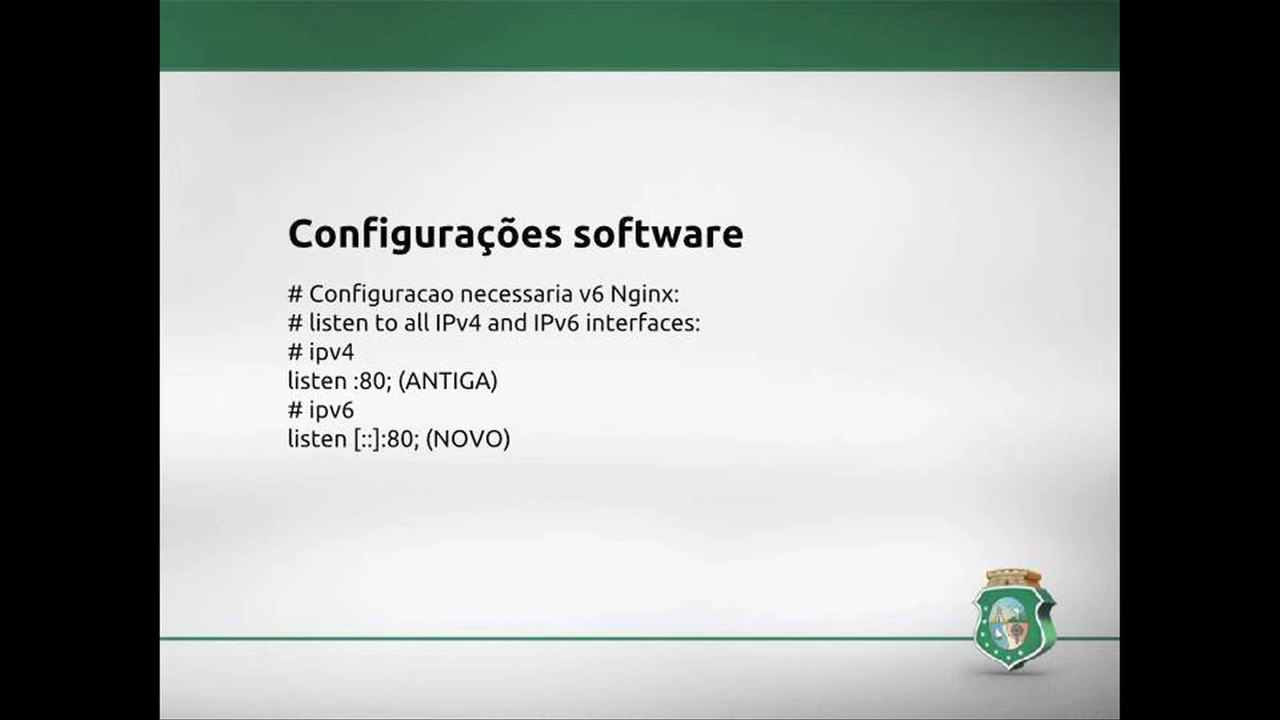 Configurações software
# Configuracao necessaria v6 Nginx:
# listen to all IPv4 and IPv6 interfaces:
# ipv4
listen :80; (ANTIGA)
# ipv6
listen [::]:80; (NOVO)